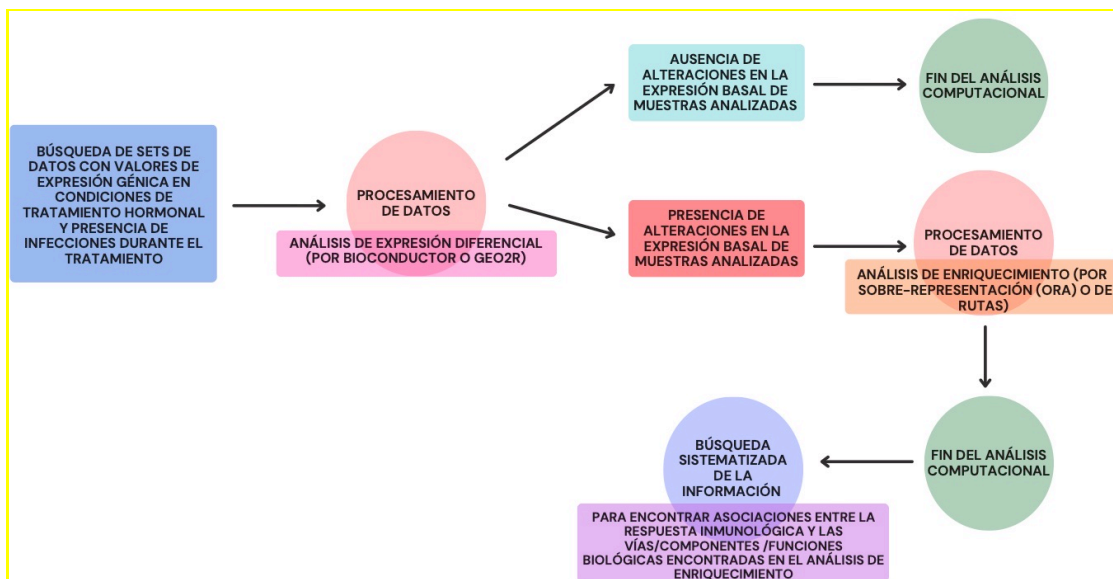 BÚSQUEDA DE SETS DE
DATOS CON VALORES DE
EXPRESIÓN GÉNICA EN
CONDICIONES DE
TRATAMIENTO HORMONAL
Y PRESENCIA DE
INFECCIONES DURANTE EL
TRATAMIENTO
PROCESAMIENTO
DE DATOS
ANÁLISIS DE EXPRESIÓN DIFERENCIAL
(POR BIOCONDUCTOR O GEO2R)
AUSENCIA DE
ALTERACIONES EN LA
EXPRESIÓN BASAL DE
MUESTRAS ANALIZADAS
FIN DEL ANÁLISIS
COMPUTACIONAL
PRESENCIA DE
ALTERACIONES EN LA
EXPRESIÓN BASAL DE
MUESTRAS ANALIZADAS
PROCESAMIENTO
DE DATOS
ANÁLISIS DE ENRIQUECIMIENTO (POR
SOBRE-REPRESENTACIÓN (ORA) O DE
RUTAS)
FIN DEL ANÁLISIS
COMPUTACIONAL
BÚSQUEDA
SISTEMATIZADA
DE LA
INFORMACIÓN
PARA ENCONTRAR ASOCIACIONES ENTRE LA
RESPUESTA INMUNOLÓGICA Y LAS
VÍAS/COMPONENTES /FUNCIONES
BIOLÓGICAS ENCONTRADAS EN EL ANÁLISIS DE
ENRIQUECIMIENTO